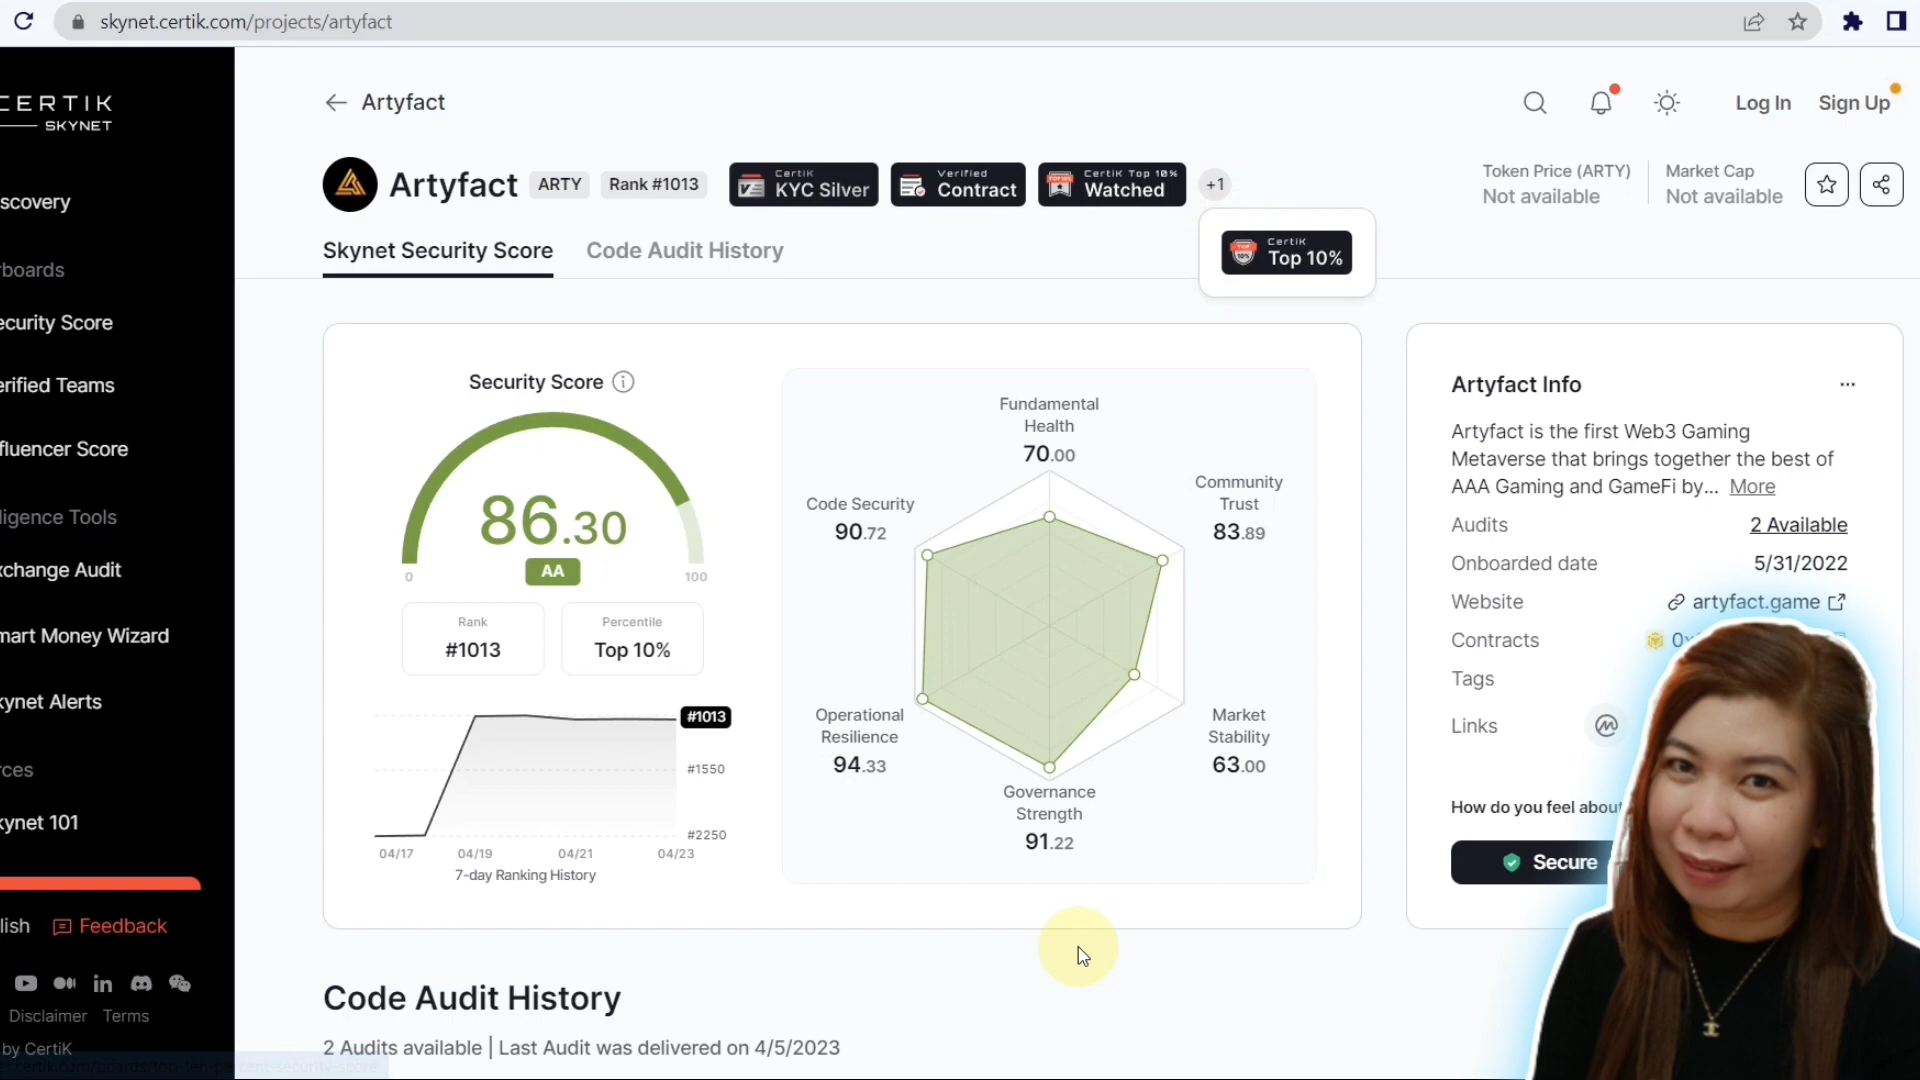 skynet.certik.com/projects/artyfact
CERTIK
SKYNET
scovery
boards
ecurity Score
erified Teams
fluencer Score
ligence Tools
xchange Audit
mart Money Wizard
kynet Alerts
rces
kynet 101
lish
Feedback
Disclaimer
Terms
by CertiK
Artyfact
Log In
Sign Up
Artyfact
ARTY
Rank #1013
CertiK
KYC Silver
Verified
Contract
CertiK Top 10%
Watched
+1
Token Price (ARTY)
Not available
Market Cap
Not available
CertiK
Top 10%
Skynet Security Score
Code Audit History
Security Score
86.30
AA
0
100
Rank
#1013
Percentile
Top 10%
#1013
#1550
#2250
04/17
04/19
04/21
04/23
7-day Ranking History
Fundamental
Health
70.00
Community
Trust
83.89
Code Security
90.72
Operational
Resilience
94.33
Market
Stability
63.00
Governance
Strength
91.22
Artyfact Info
...
Artyfact is the first Web3 Gaming
Metaverse that brings together the best of
AAA Gaming and GameFi by... More
Audits
2 Available
Onboarded date
5/31/2022
Website
artyfact.game
Contracts
Tags
Links
How do you feel about
Secure
Code Audit History
2 Audits available | Last Audit was delivered on 4/5/2023